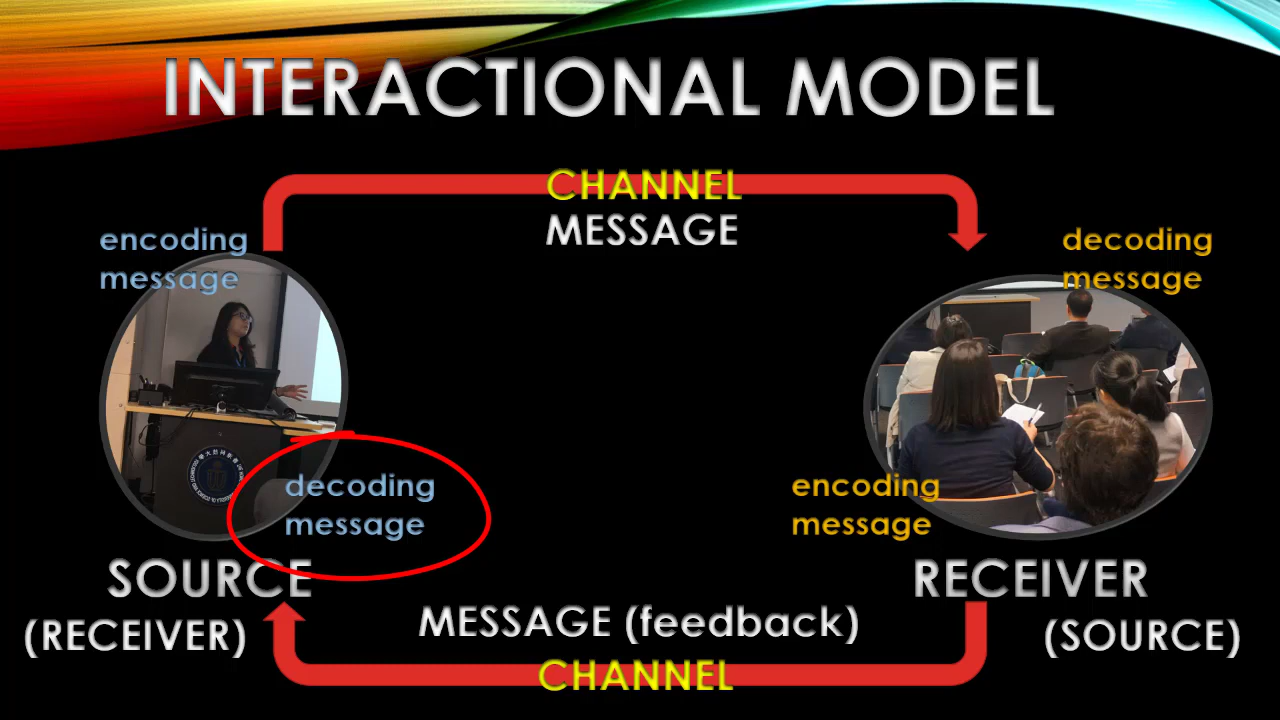 INTERACTIONAL MODEL
CHANNEL
MESSAGE
encoding
message
decoding
message
decoding
message
encoding
message
SOURCE
(RECEIVER)
RECEIVER
(SOURCE)
MESSAGE (feedback)
CHANNEL